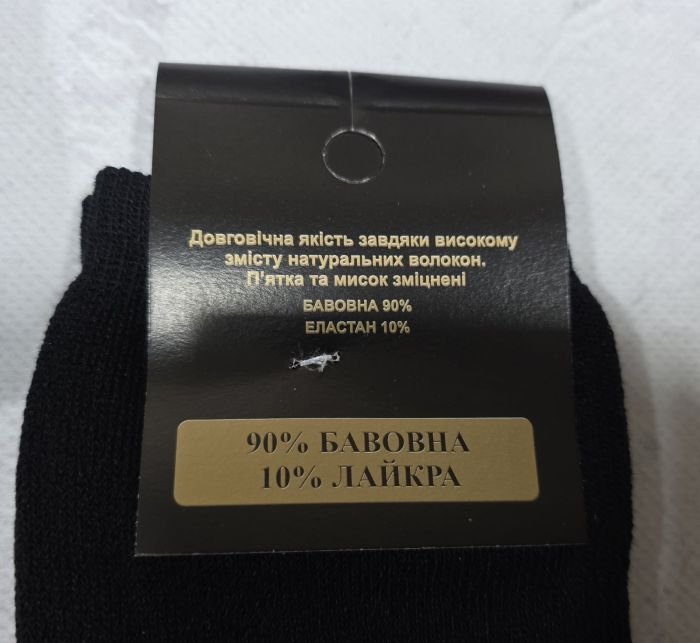 Довговічна якість завдяки високому
змісту натуральних волокон.
П'ятка та мисок зміцнені
БАВОВНА 90%
ЕЛАСТАН 10%
90% БАВОВНА
10% ЛАЙКРА